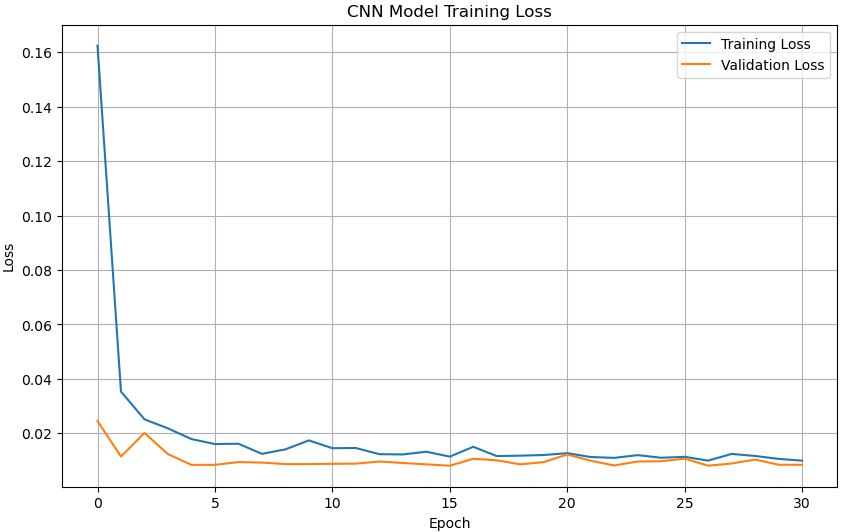 CNN Model Training Loss
Training Loss
Validation Loss
0.16
0.14
0.12
0.10
0.08
0.06
0.04
0.02
Loss
0 5 10 15 20 25 30
Epoch